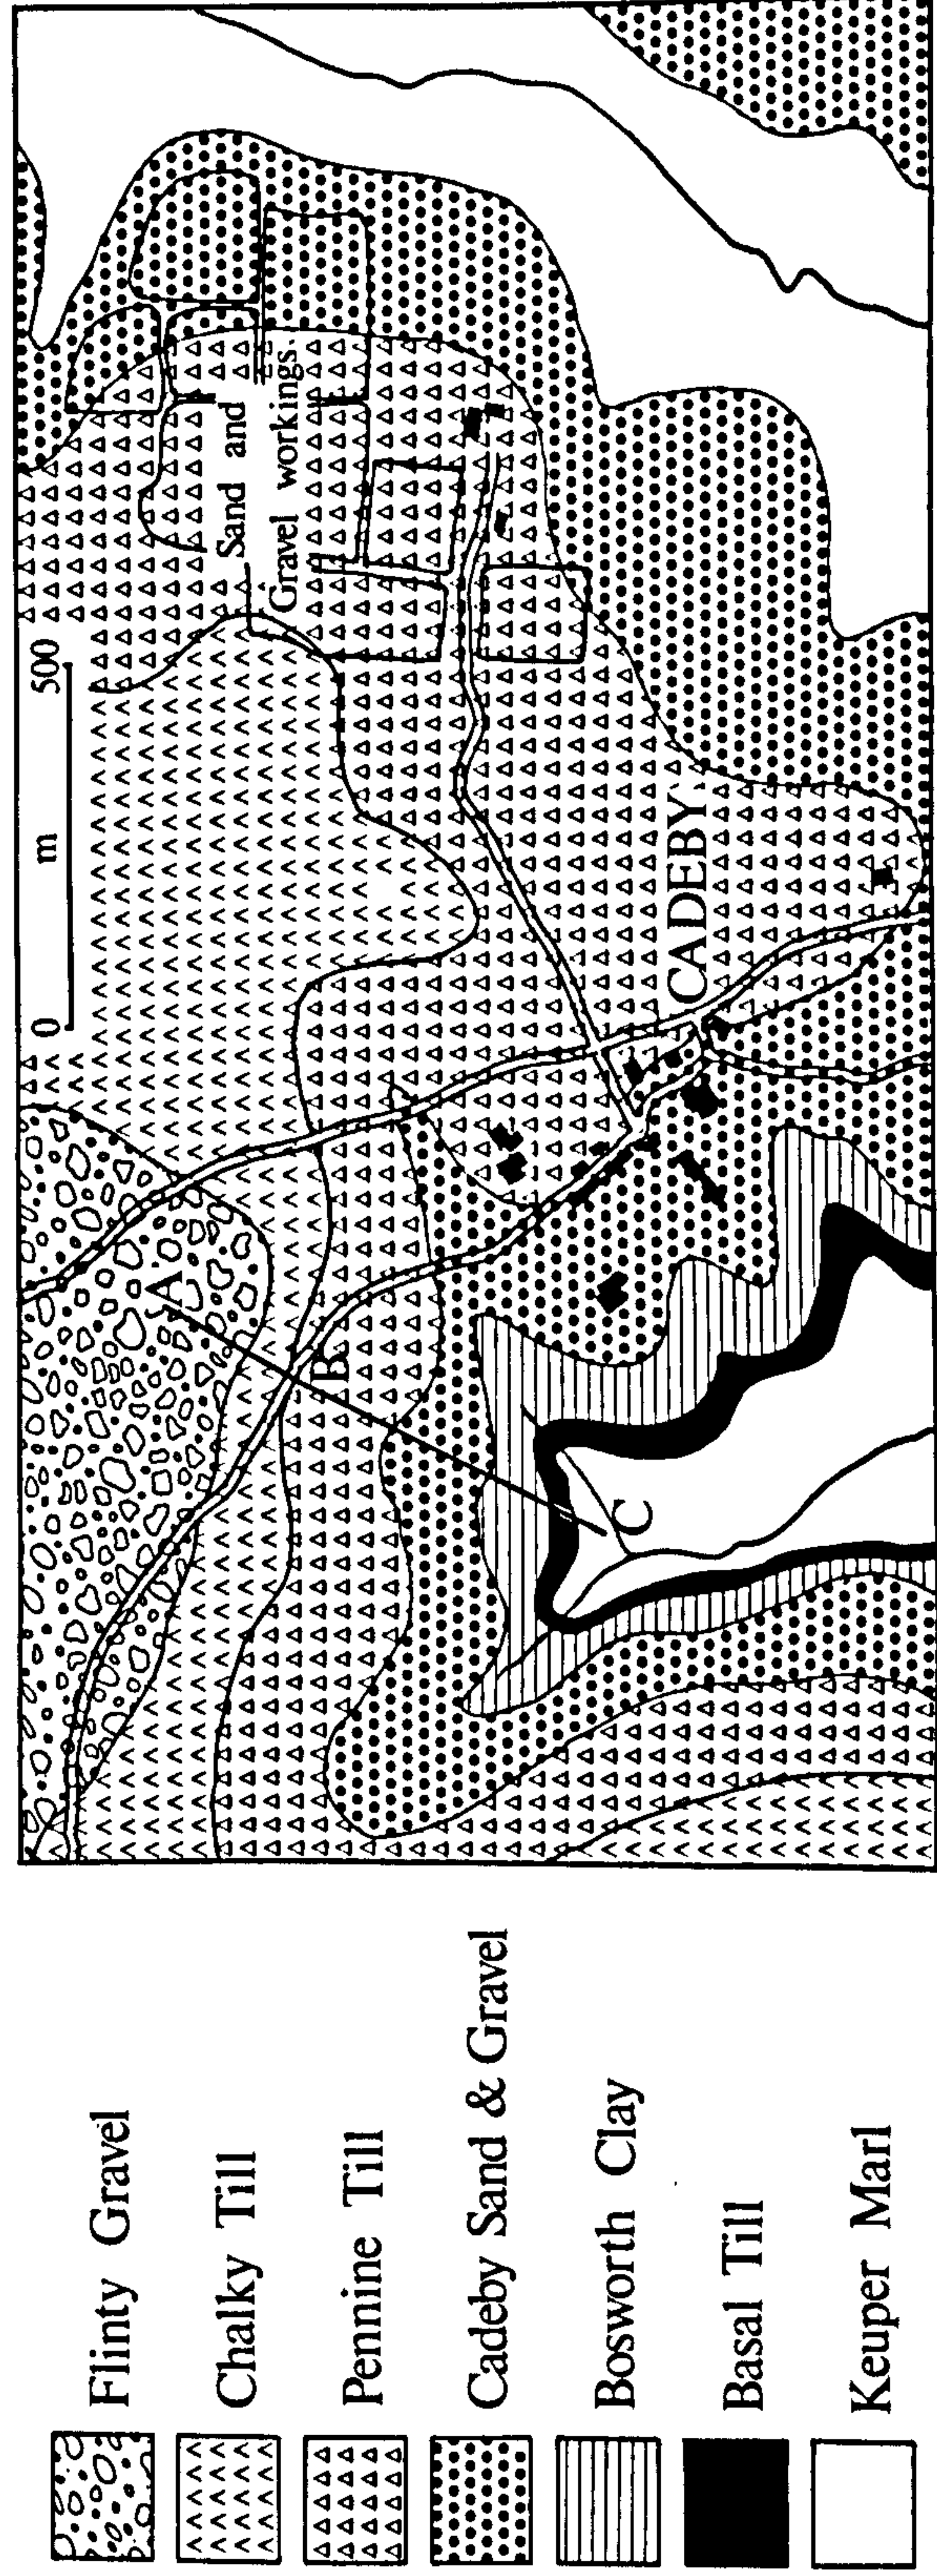 Flinty Gravel
Chalky Till
Pennine Till
Cadeby Sand & Gravel
Bosworth Clay
Basal Till
Keuper Marl
0 m 500
Sand and
Gravel workings.
A
B
C
CADEBY